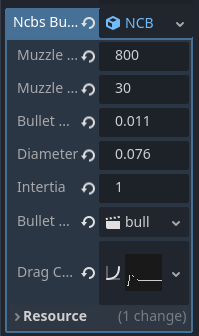 Ncbs Bu... NCB
Muzzle ... 800
Muzzle ... 30
Bullet ... 0.011
Diameter 0.076
Intertia 1
Bullet ... bull
Drag C...
Resource (1 change)